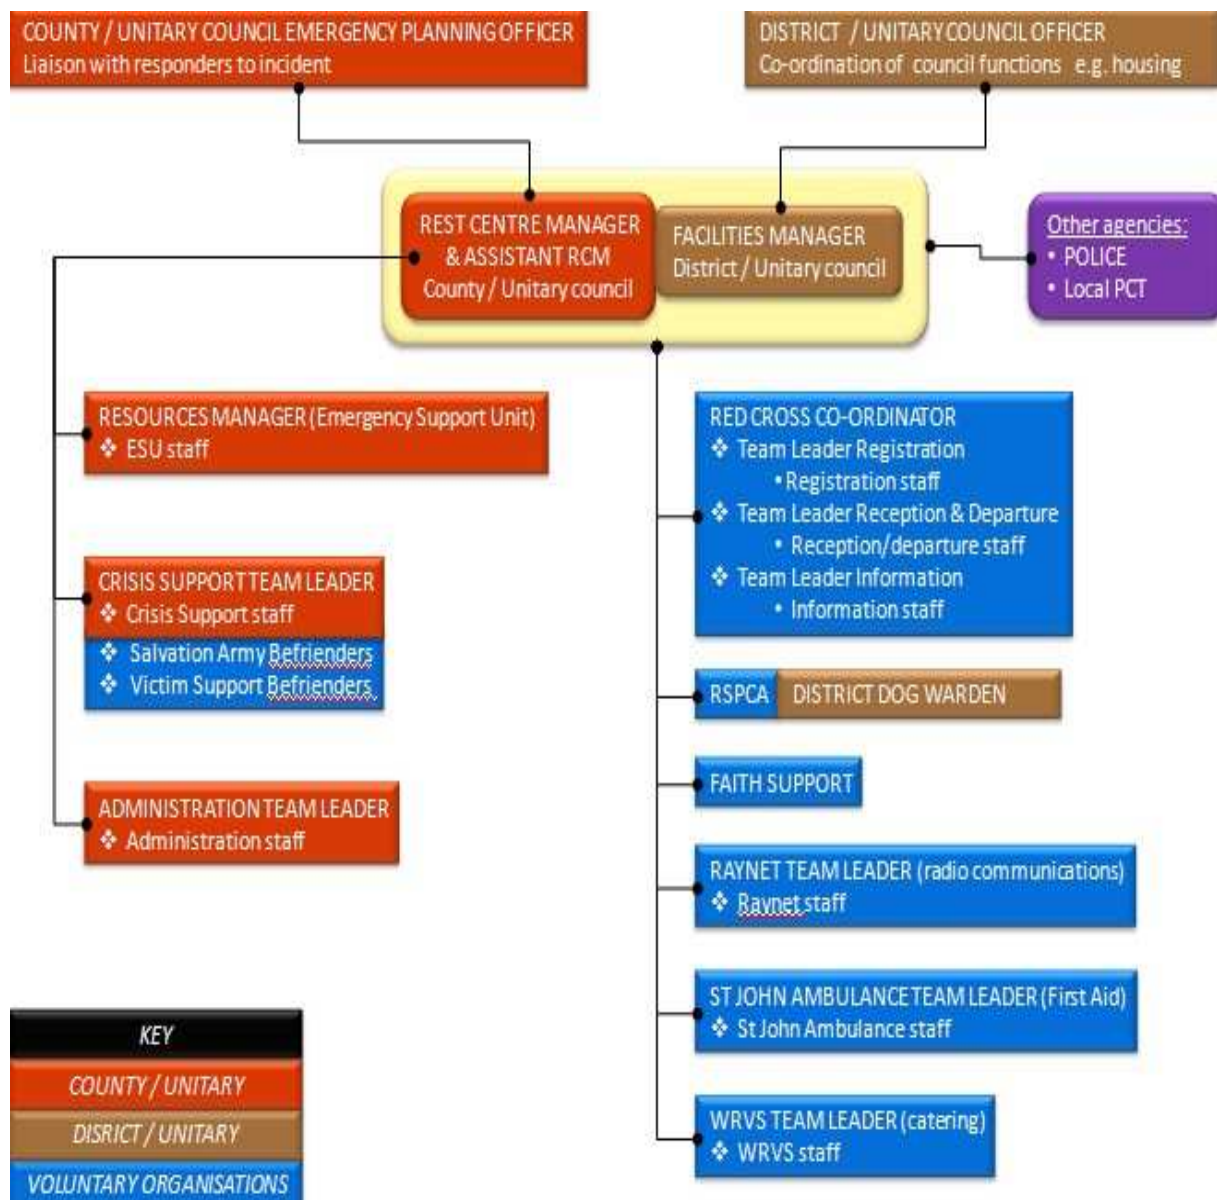 COUNTY / UNITARY COUNCIL EMERGENCY PLANNING OFFICER
Liaison with responders to incident
DISTRICT / UNITARY COUNCIL OFFICER
Co-ordination of council functions e.g. housing
REST CENTRE MANAGER
& ASSISTANT RCM
County / Unitary council
FACILITIES MANAGER
District / Unitary council
Other agencies:
• POLICE
• Local PCT
RESOURCES MANAGER (Emergency Support Unit)
❖ ESU staff
CRISIS SUPPORT TEAM LEADER
❖ Crisis Support staff
❖ Salvation Army Befrienders
❖ Victim Support Befrienders
ADMINISTRATION TEAM LEADER
❖ Administration staff
RED CROSS CO-ORDINATOR
❖ Team Leader Registration
• Registration staff
❖ Team Leader Reception & Departure
• Reception/departure staff
❖ Team Leader Information
• Information staff
RSPCA DISTRICT DOG WARDEN
FAITH SUPPORT
RAYNET TEAM LEADER (radio communications)
❖ Raynet staff
ST JOHN AMBULANCE TEAM LEADER (First Aid)
❖ St John Ambulance staff
WRVS TEAM LEADER (catering)
❖ WRVS staff
KEY
COUNTY / UNITARY
DISRICT / UNITARY
VOLUNTARY ORGANISATIONS